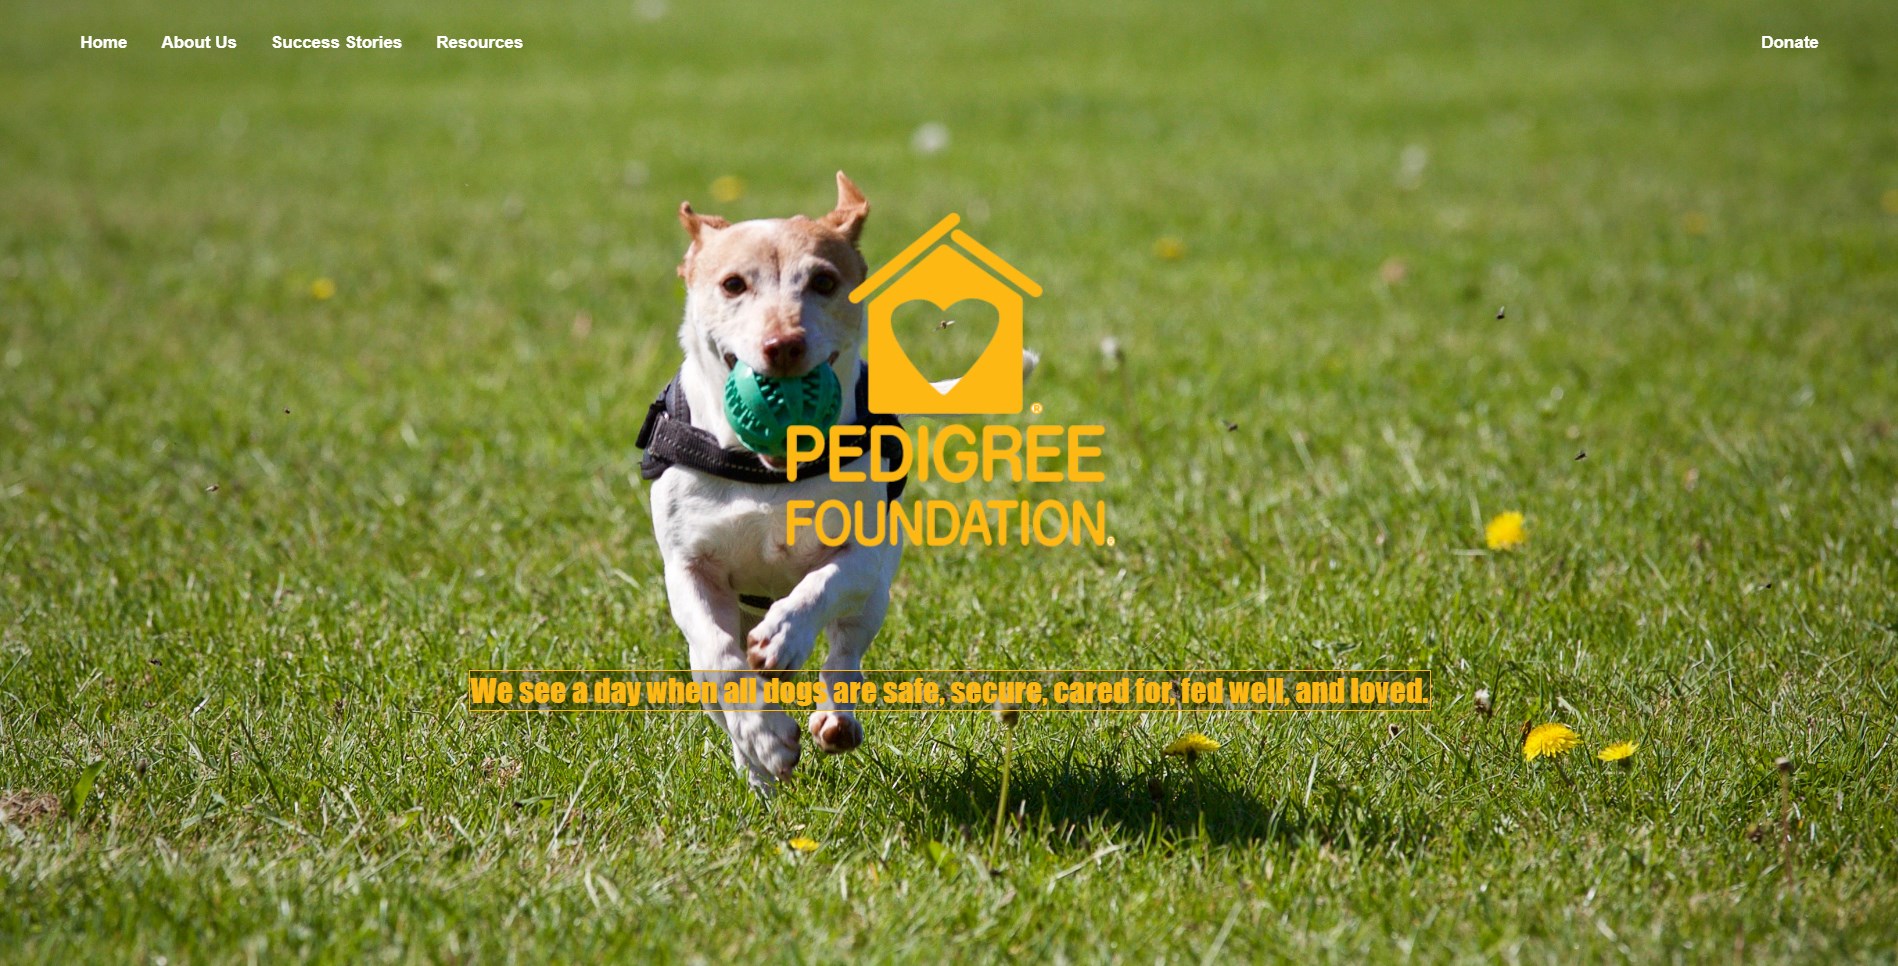 Home About Us Success Stories Resources Donate
PEDIGREE®
FOUNDATION®
We see a day when all dogs are safe, secure, cared for, fed well, and loved.